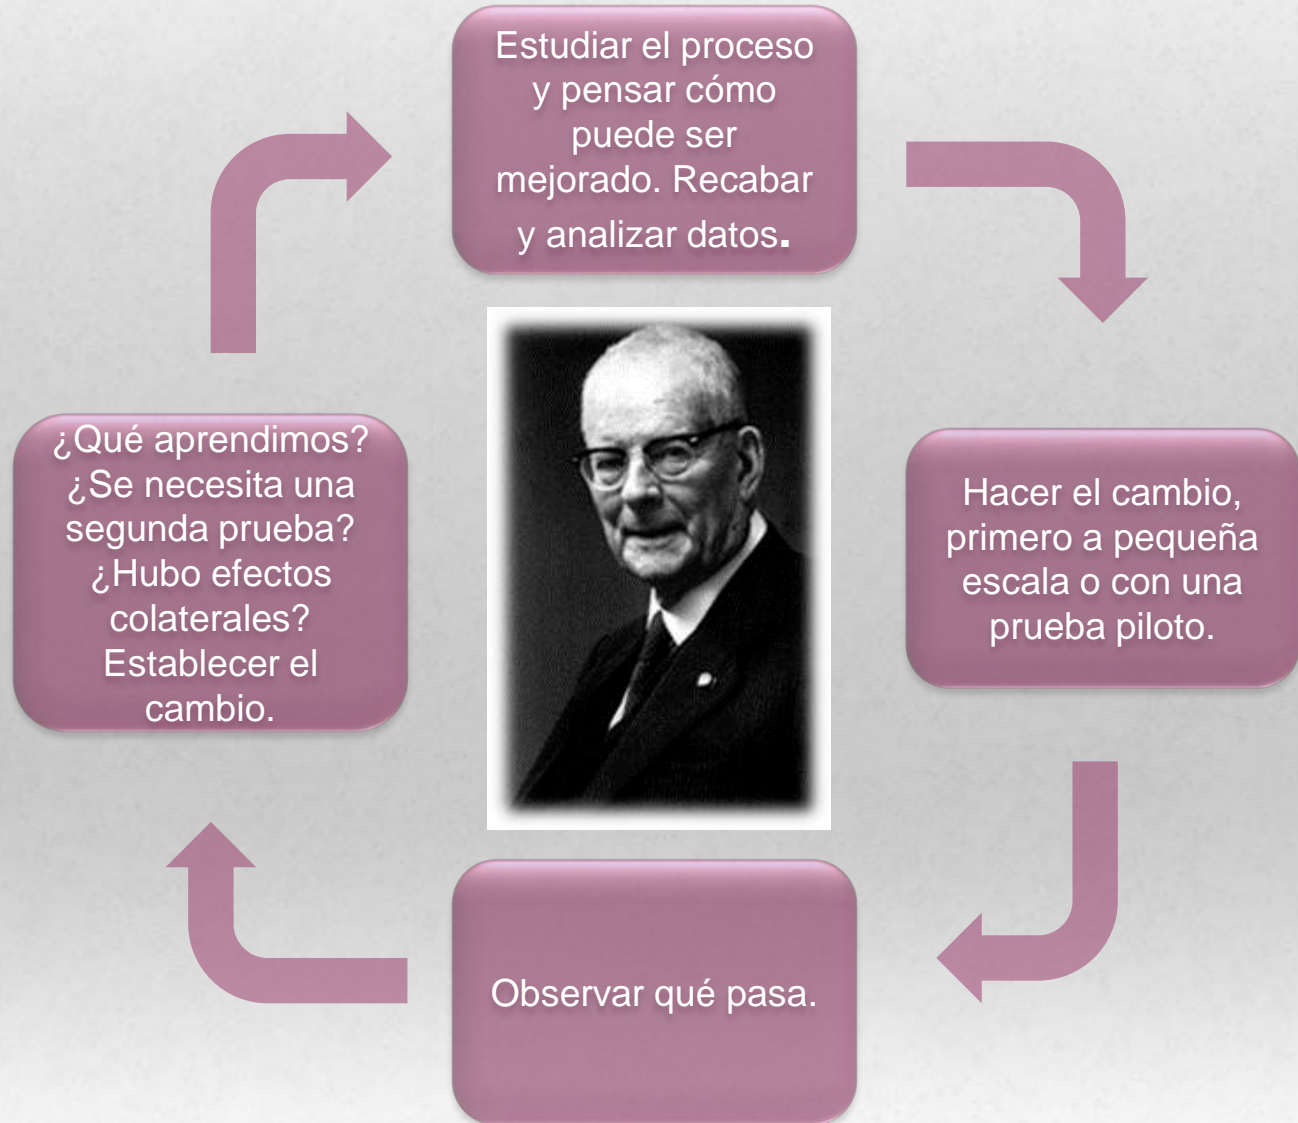 Estudiar el proceso
y pensar cómo
puede ser
mejorado. Recabar
y analizar datos.
Hacer el cambio,
primero a pequeña
escala o con una
prueba piloto.
Observar qué pasa.
¿Qué aprendimos?
¿Se necesita una
segunda prueba?
¿Hubo efectos
colaterales?
Establecer el
cambio.